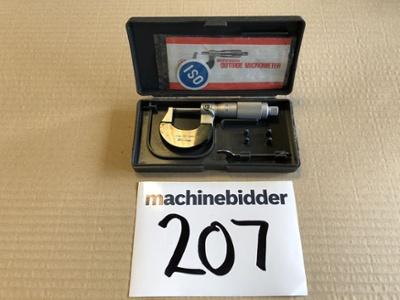 OUTSIDE MICROMETER
ISO
machinebidder
207